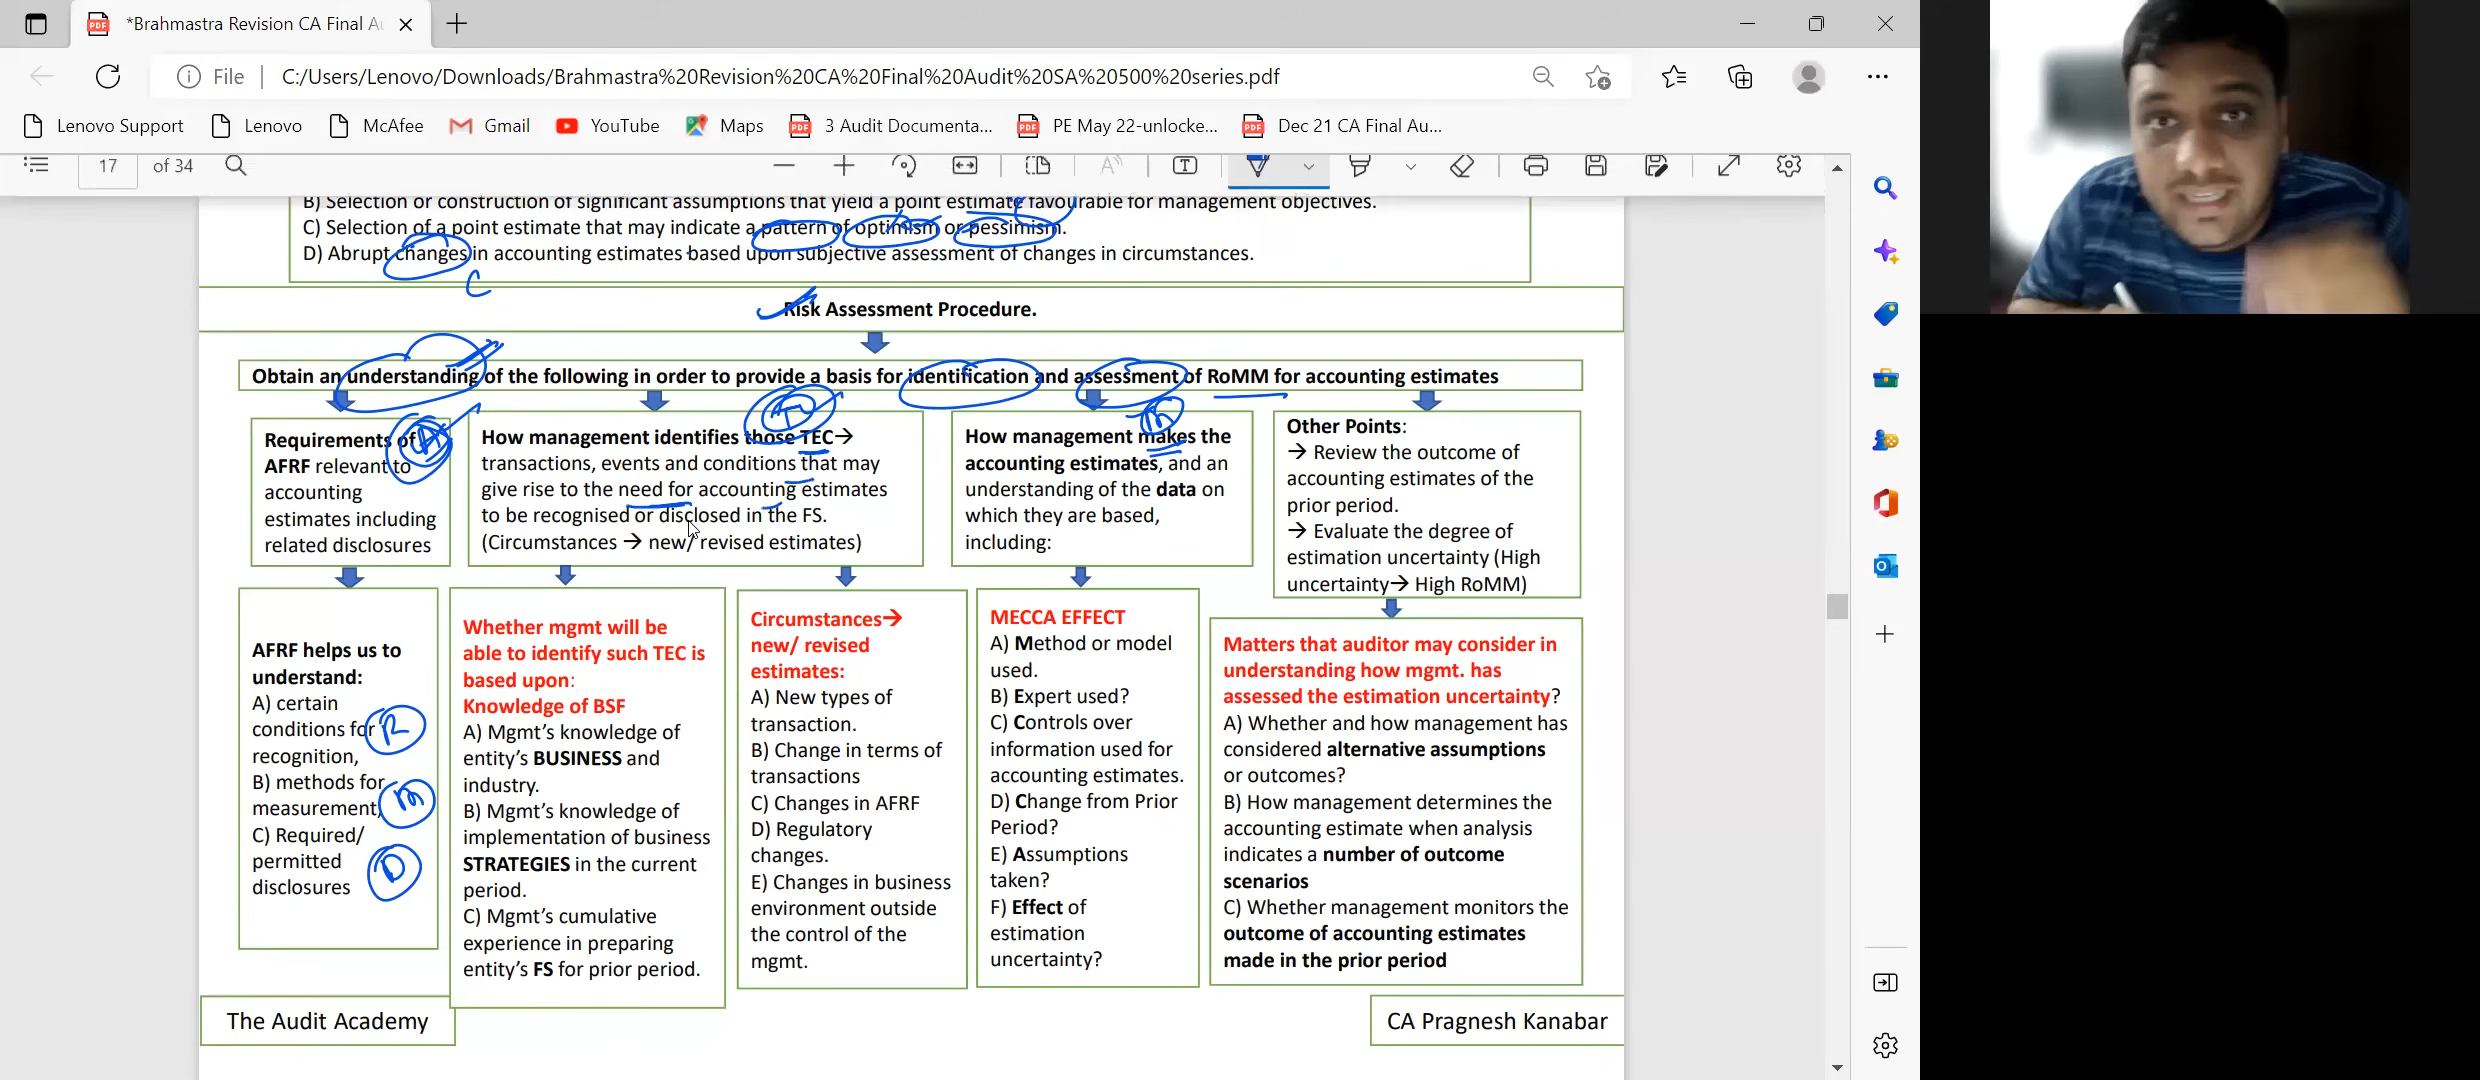 *Brahmastra Revision CA Final Au
File
C:/Users/Lenovo/Downloads/Brahmastra%20Revision%20CA%20Final%20Audit%20SA%20500%20series.pdf
Lenovo Support
Lenovo
McAfee
Gmail
YouTube
Maps
3 Audit Documenta...
PE May 22-unlocke...
Dec 21 CA Final Au...
17 of 34
B) Selection or construction of significant assumptions that yield a point estimate favourable for management objectives.
C) Selection of a point estimate that may indicate a pattern of optimism or pessimism.
D) Abrupt changes in accounting estimates based upon subjective assessment of changes in circumstances.
C
Risk Assessment Procedure.
Obtain an understanding of the following in order to provide a basis for identification and assessment of RoMM for accounting estimates
Requirements of
AFRF relevant to
accounting
estimates including
related disclosures
A
How management identifies those TEC→
transactions, events and conditions that may
give rise to the need for accounting estimates
to be recognised or disclosed in the FS.
(Circumstances → new/ revised estimates)
T
How management makes the
accounting estimates, and an
understanding of the data on
which they are based,
including:
m
Other Points:
→ Review the outcome of
accounting estimates of the
prior period.
→ Evaluate the degree of
estimation uncertainty (High
uncertainty→ High RoMM)
AFRF helps us to
understand:
A) certain
conditions for
recognition,
B) methods for
measurement,
C) Required/
permitted
disclosures
R
m
D
Whether mgmt will be
able to identify such TEC is
based upon:
Knowledge of BSF
A) Mgmt's knowledge of
entity's BUSINESS and
industry.
B) Mgmt's knowledge of
implementation of business
STRATEGIES in the current
period.
C) Mgmt's cumulative
experience in preparing
entity's FS for prior period.
Circumstances→
new/ revised
estimates:
A) New types of
transaction.
B) Change in terms of
transactions
C) Changes in AFRF
D) Regulatory
changes.
E) Changes in business
environment outside
the control of the
mgmt.
MECCA EFFECT
A) Method or model
used.
B) Expert used?
C) Controls over
information used for
accounting estimates.
D) Change from Prior
Period?
E) Assumptions
taken?
F) Effect of
estimation
uncertainty?
Matters that auditor may consider in
understanding how mgmt. has
assessed the estimation uncertainty?
A) Whether and how management has
considered alternative assumptions
or outcomes?
B) How management determines the
accounting estimate when analysis
indicates a number of outcome
scenarios
C) Whether management monitors the
outcome of accounting estimates
made in the prior period
The Audit Academy
CA Pragnesh Kanabar